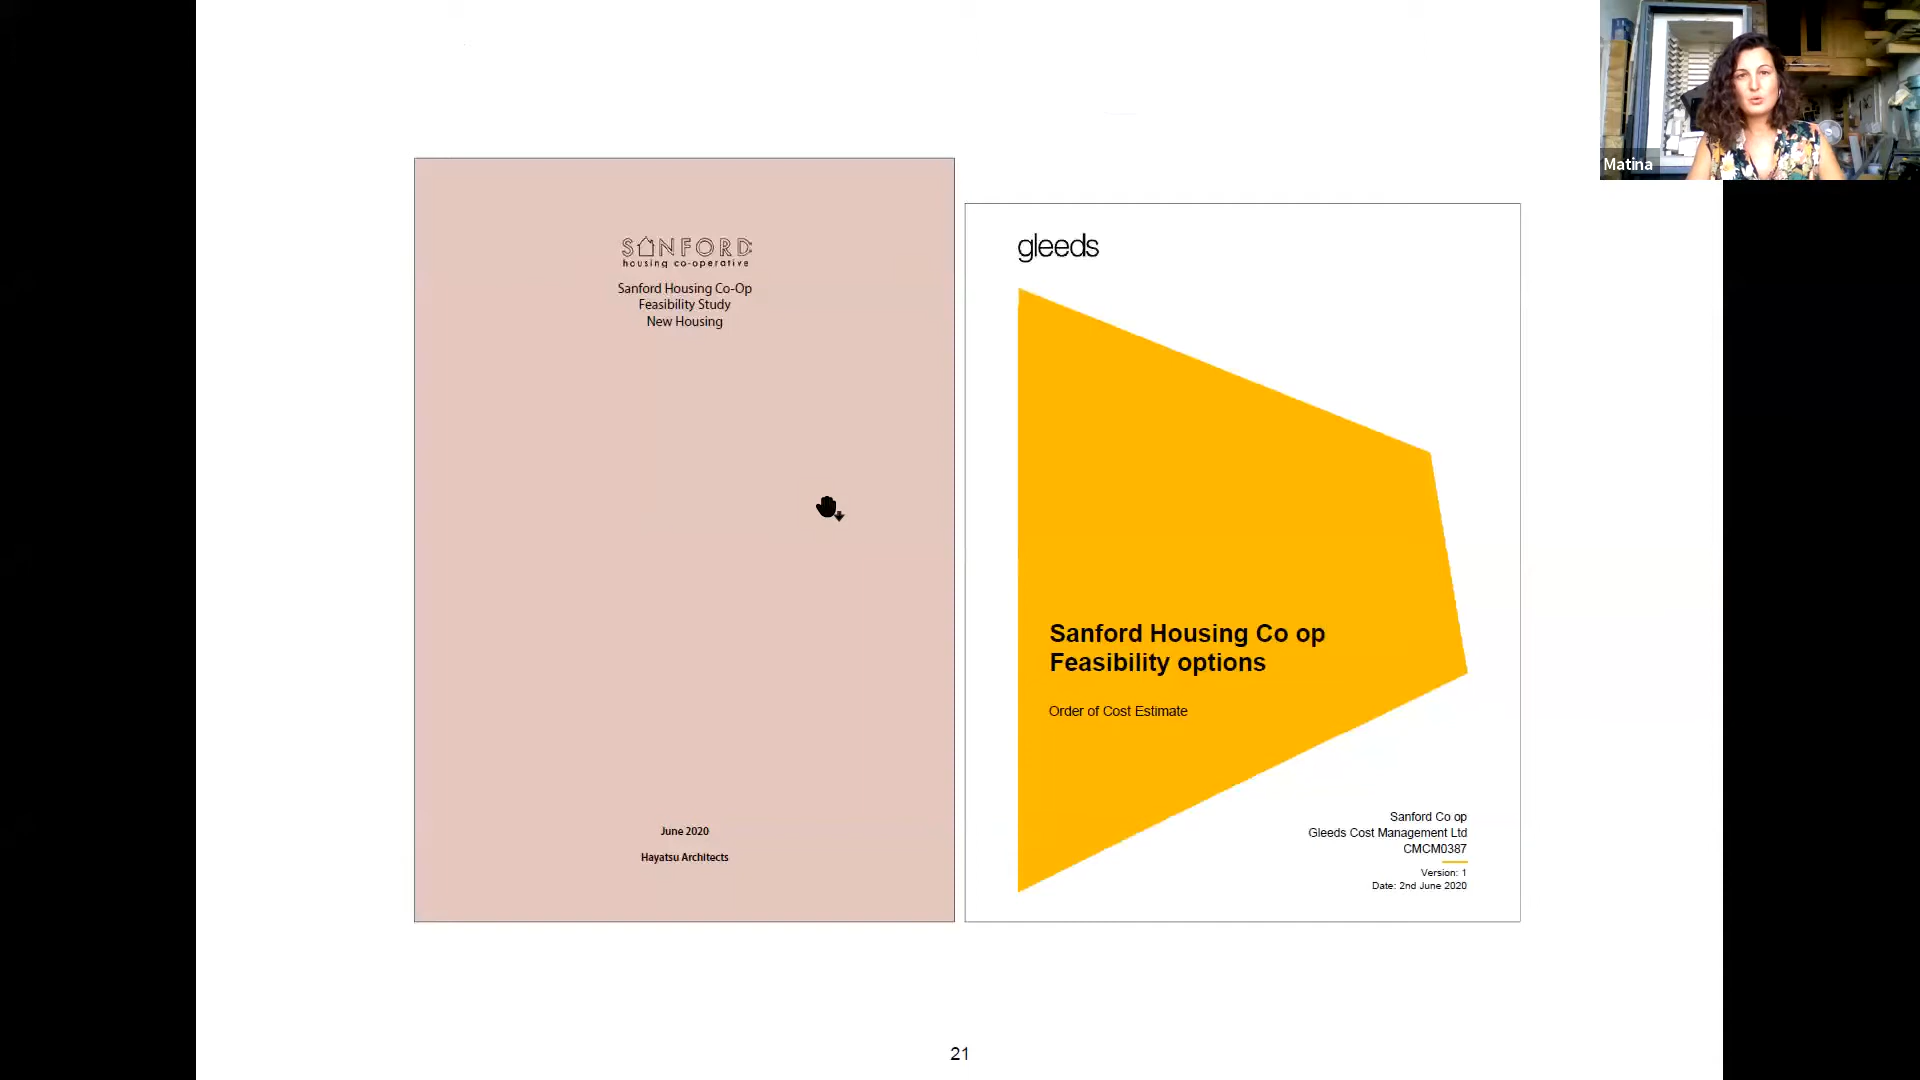 SANFORD
housing co-operative
Sanford Housing Co-Op
Feasibility Study
New Housing
June 2020
Hayatsu Architects
gleeds
Sanford Housing Co op
Feasibility options
Order of Cost Estimate
Sanford Co op
Gleeds Cost Management Ltd
CMCM0387
Version: 1
Date: 2nd June 2020
Matina
21